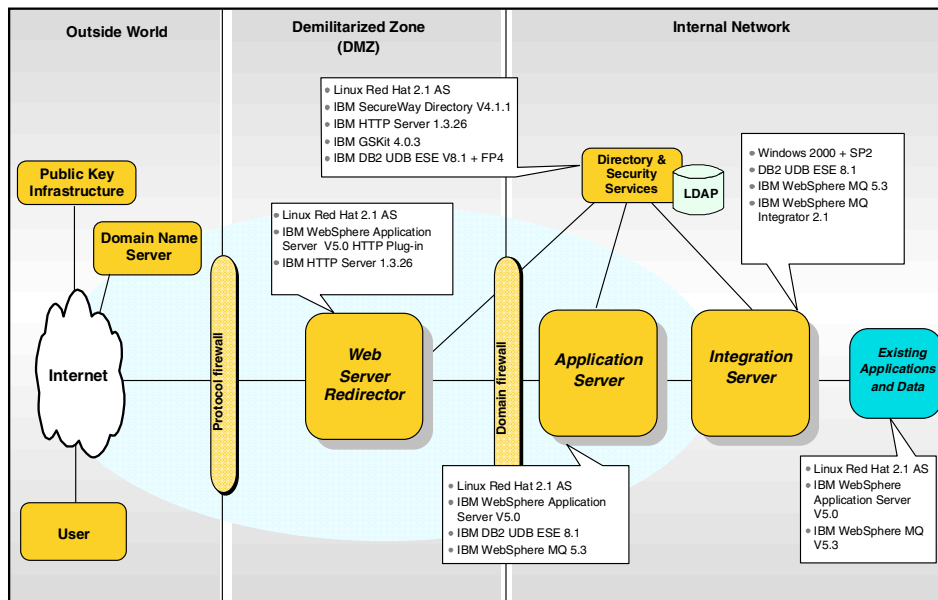 Outside World
Demilitarized Zone
(DMZ)
Internal Network
Linux Red Hat 2.1 AS
IBM SecureWay Directory V4.1.1
IBM HTTP Server 1.3.26
IBM GSKit 4.0.3
IBM DB2 UDB ESE V8.1 + FP4
Directory &
Security
Services
LDAP
Windows 2000 + SP2
DB2 UDB ESE 8.1
IBM WebSphere MQ 5.3
IBM WebSphere MQ
Integrator 2.1
Public Key
Infrastructure
Domain Name
Server
Linux Red Hat 2.1 AS
IBM WebSphere Application
Server V5.0 HTTP Plug-in
IBM HTTP Server 1.3.26
Internet
Protocol firewall
Web
Server
Redirector
Domain firewall
Application
Server
Integration
Server
Existing
Applications
and Data
User
Linux Red Hat 2.1 AS
IBM WebSphere Application
Server V5.0
IBM DB2 UDB ESE 8.1
IBM WebSphere MQ 5.3
Linux Red Hat 2.1 AS
IBM WebSphere
Application Server
V5.0
IBM WebSphere MQ
V5.3